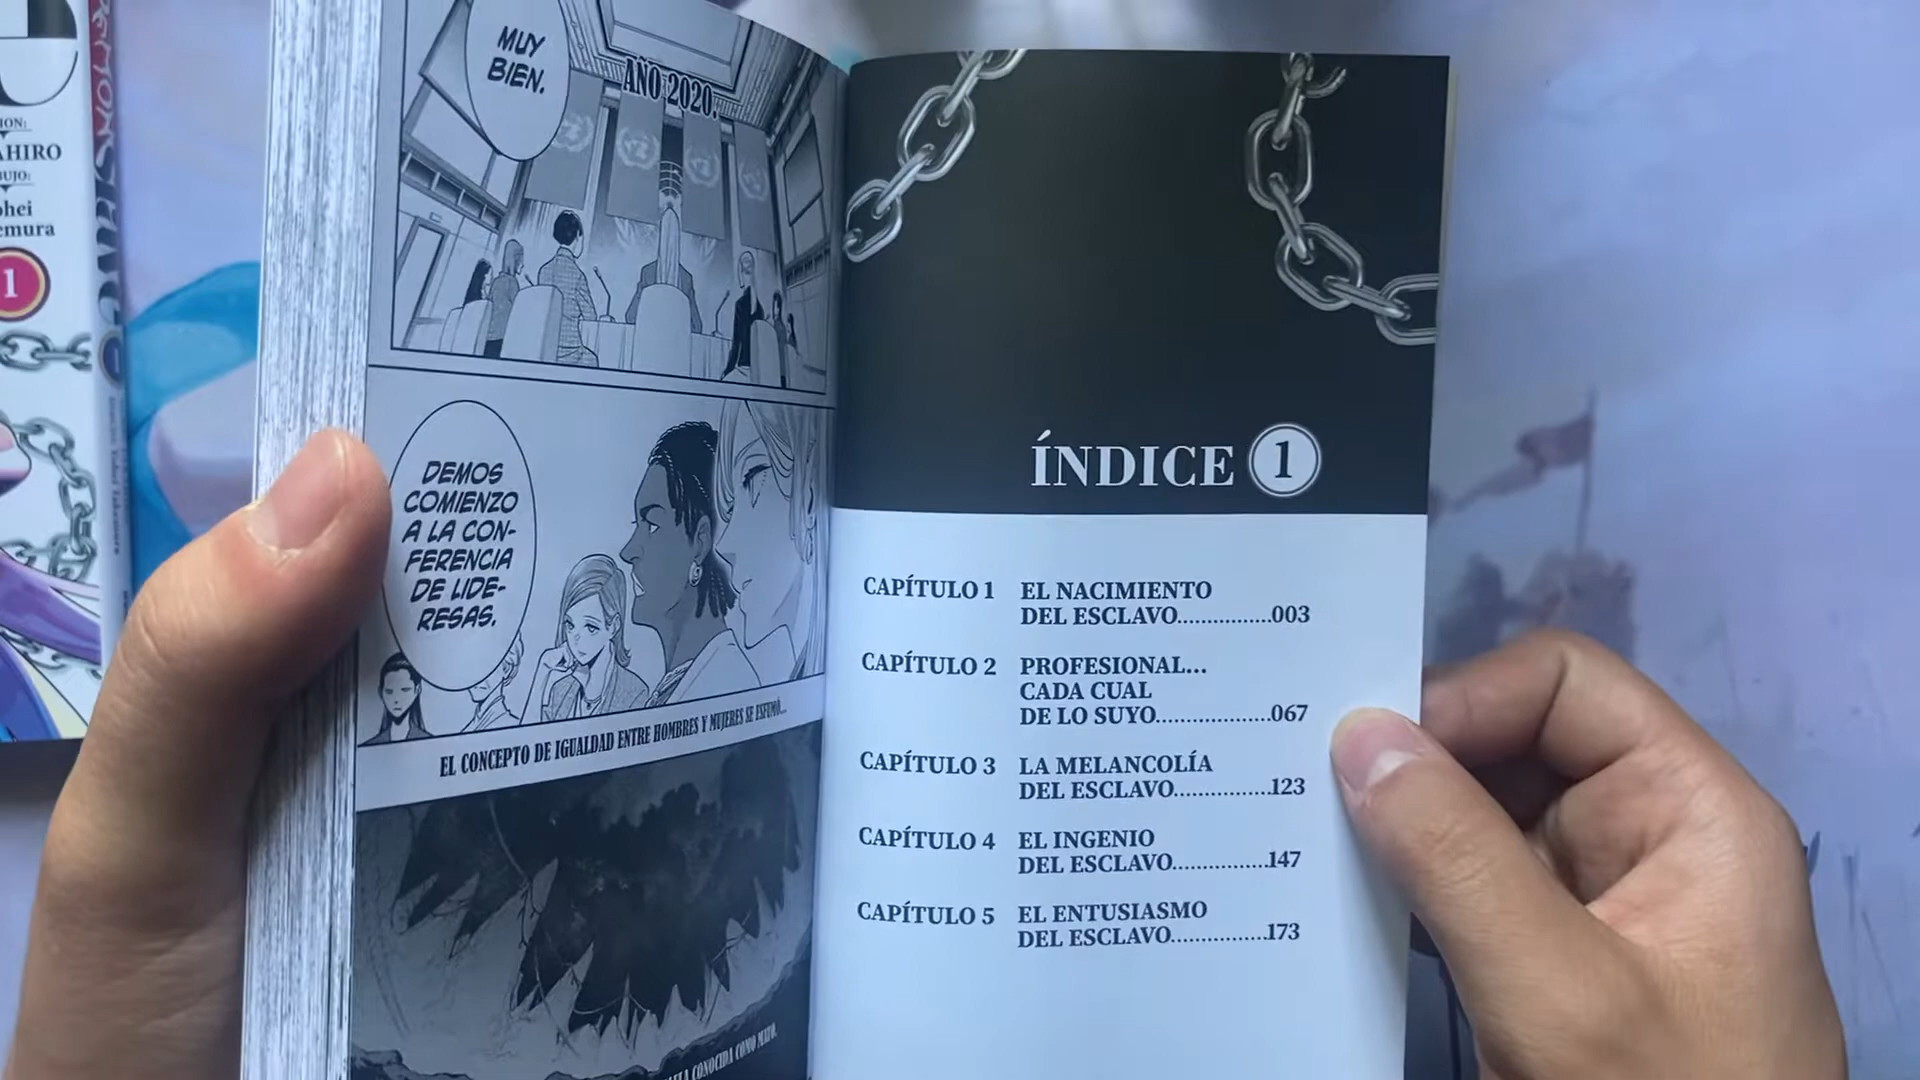 MUY
BIEN.
AÑO 2020.
DEMOS
COMIENZO
A LA CON-
FERENCIA
DE LIDE-
RESAS.
EL CONCEPTO DE IGUALDAD ENTRE HOMBRES Y MUJERES SE ESFUMÓ...
CONOCIDA COMO MATO.
ÍNDICE 1
CAPÍTULO 1 EL NACIMIENTO
DEL ESCLAVO...............003
CAPÍTULO 2 PROFESIONAL...
CADA CUAL
DE LO SUYO...................067
CAPÍTULO 3 LA MELANCOLÍA
DEL ESCLAVO...............123
CAPÍTULO 4 EL INGENIO
DEL ESCLAVO...............147
CAPÍTULO 5 EL ENTUSIASMO
DEL ESCLAVO...............173
1